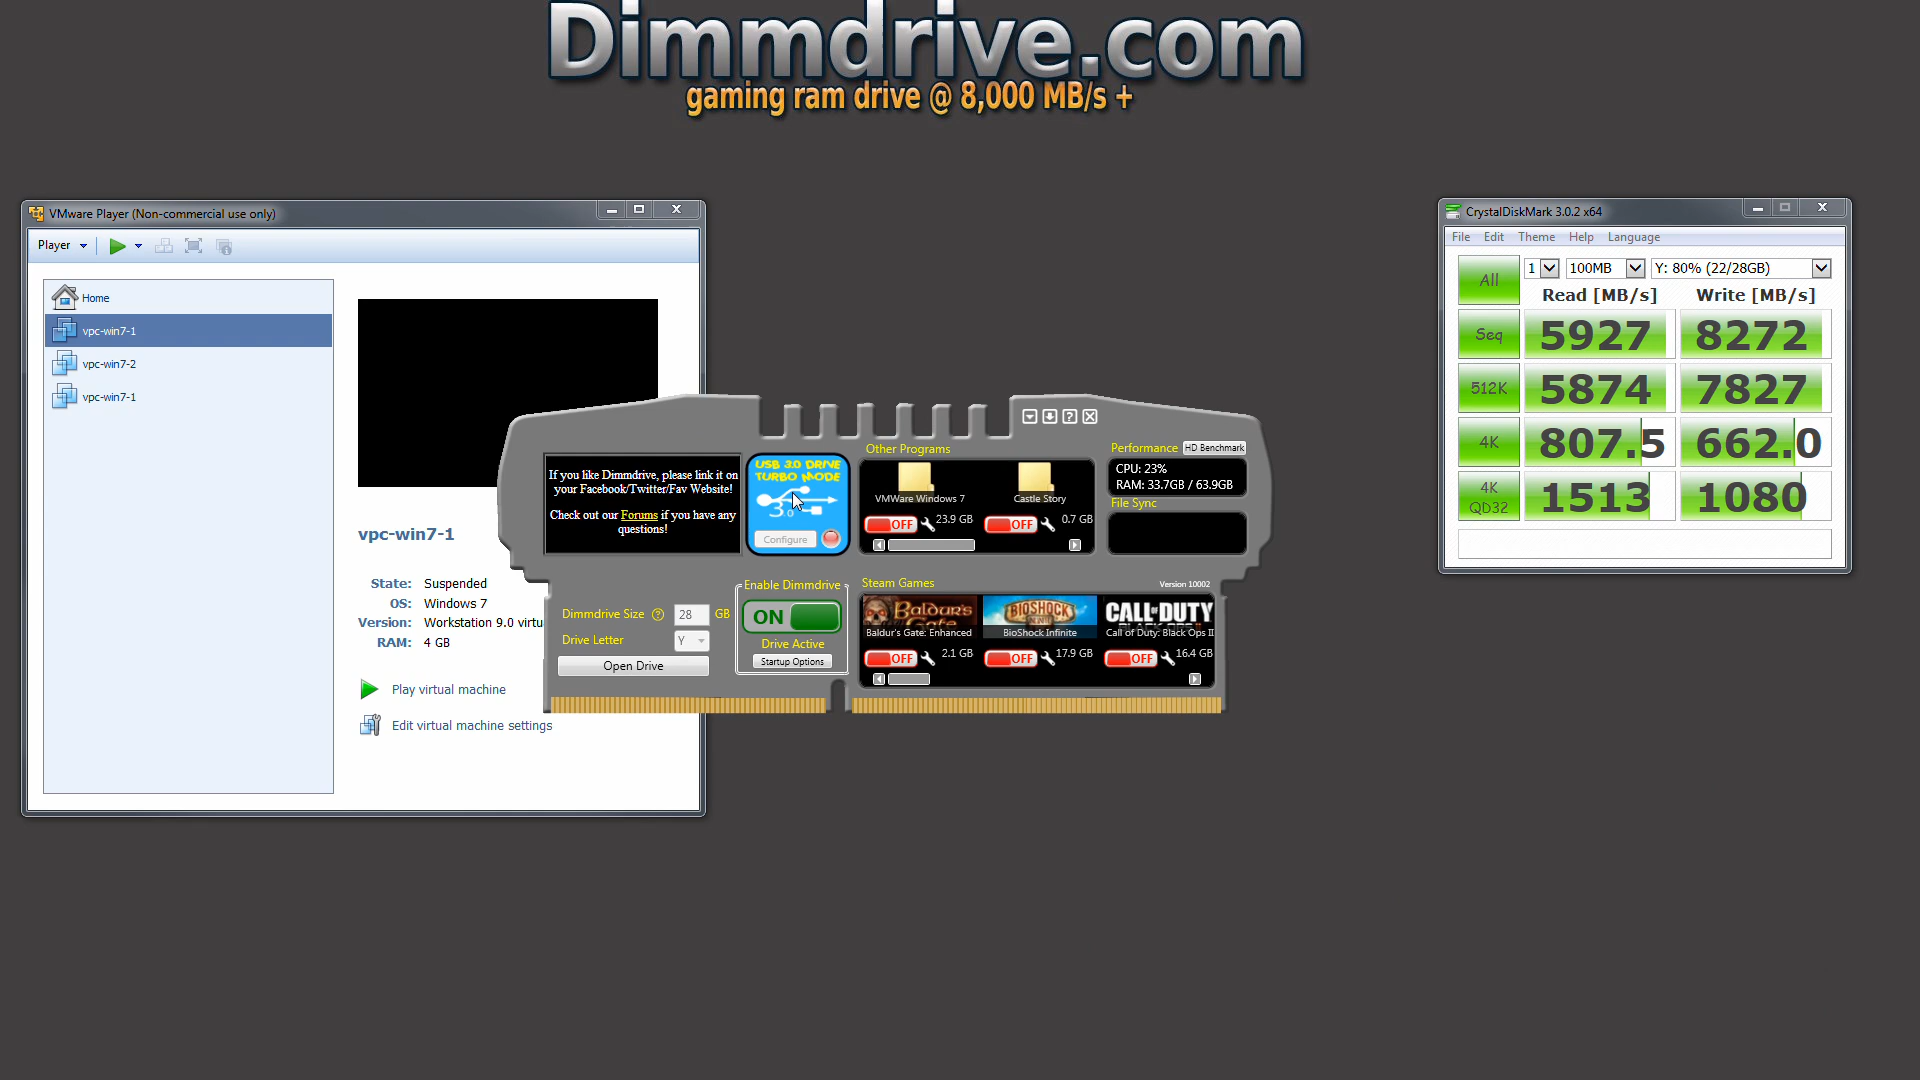 Dimmdrive.com
gaming ram drive @ 8,000 MB/s +
VMware Player (Non-commercial use only)
Player
Home
vpc-win7-1
vpc-win7-2
vpc-win7-1
vpc-win7-1
State: Suspended
OS: Windows 7
Version: Workstation 9.0 virtu
RAM: 4 GB
Play virtual machine
Edit virtual machine settings
If you like Dimmdrive, please link it on
your Facebook/Twitter/Fav Website!
Check out our Forums if you have any
questions!
USB 3.0 DRIVE
TURBO MODE
3.0
Configure
Other Programs
VMWare Windows 7
OFF 23.9 GB
Castle Story
OFF 0.7 GB
Performance HD Benchmark
CPU: 23%
RAM: 33.7GB / 63.9GB
File Sync
Dimmdrive Size ? 28 GB
Drive Letter Y
Open Drive
Enable Dimmdrive
ON
Drive Active
Startup Options
Steam Games
Version 10002
Baldur's Gate
Baldur's Gate: Enhanced
OFF 2.1 GB
BIOSHOCK
INFINITE
BioShock Infinite
OFF 17.9 GB
CALL OF DUTY
BLACK OPS II
Call of Duty: Black Ops II
OFF 16.4 GB
CrystalDiskMark 3.0.2 x64
File Edit Theme Help Language
All 1 100MB Y: 80% (22/28GB)
Read [MB/s] Write [MB/s]
Seq 5927 8272
512K 5874 7827
4K 807.5 662.0
4K
QD32 1513 1080